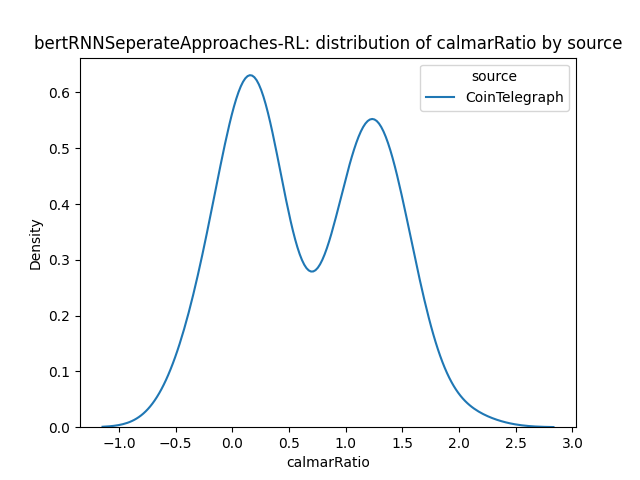 bertRNNSeperateApproaches-RL: distribution of calmarRatio by source
source
CoinTelegraph
0.6
0.5
0.4
0.3
0.2
0.1
0.0
Density
−1.0 −0.5 0.0 0.5 1.0 1.5 2.0 2.5 3.0
calmarRatio